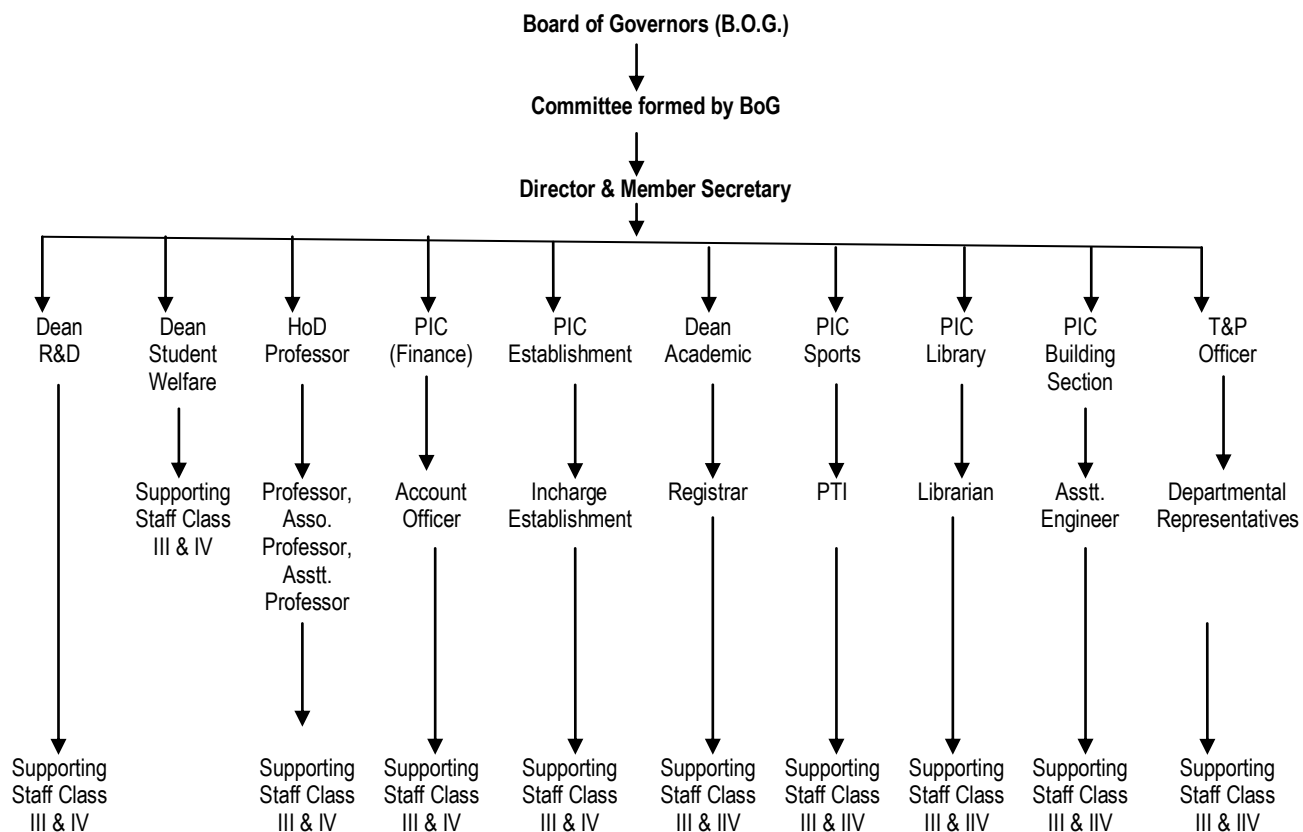 Board of Governors (B.O.G.)
Committee formed by BoG
Director & Member Secretary
Dean
R&D
Dean
Student
Welfare
HoD
Professor
PIC
(Finance)
PIC
Establishment
Dean
Academic
PIC
Sports
PIC
Library
PIC
Building
Section
T&P
Officer
Supporting
Staff Class
III & IV
Professor,
Asso.
Professor,
Asstt.
Professor
Account
Officer
Incharge
Establishment
Registrar
PTI
Librarian
Asstt.
Engineer
Departmental
Representatives
Supporting
Staff Class
III & IV
Supporting
Staff Class
III & IV
Supporting
Staff Class
III & IV
Supporting
Staff Class
III & IV
Supporting
Staff Class
III & IIV
Supporting
Staff Class
III & IIV
Supporting
Staff Class
III & IIV
Supporting
Staff Class
III & IIV
Supporting
Staff Class
III & IIV